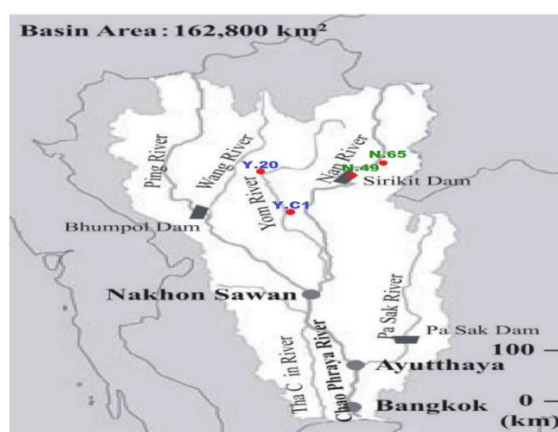 Basin Area : 162,800 km²
Ping River
Wang River
Y.20
Yom River
Nan River
N.65
N.49
Sirikit Dam
Y.C1
Bhumpol Dam
Nakhon Sawan
Pa Sak River
Pa Sak Dam
Tha C in River
Chao Phraya River
100
Ayutthaya
0
Bangkok
(km)